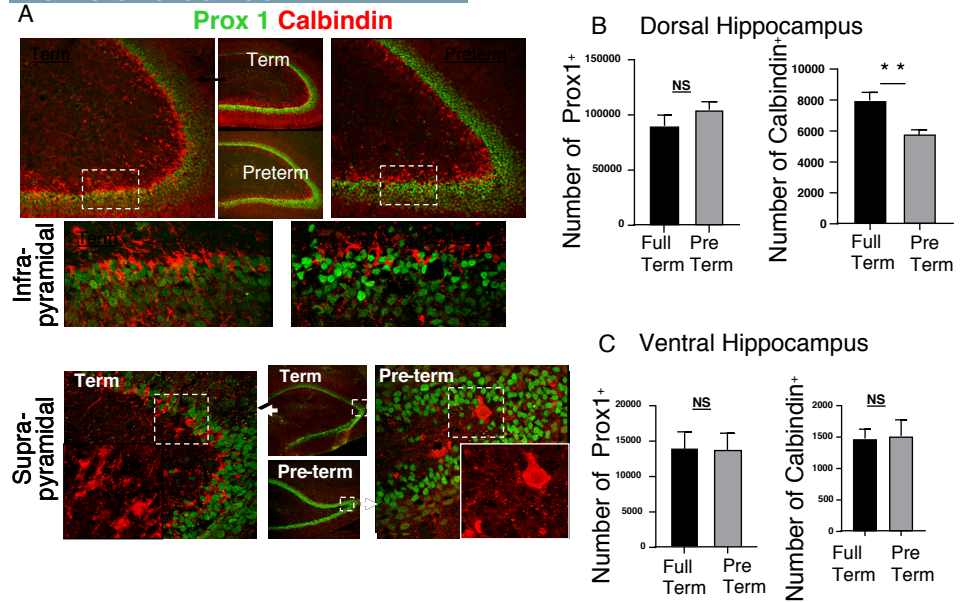 A
Prox 1 Calbindin
Term
Term
Preterm
Preterm
Term
Infra-
pyramidal
Term
Term
Pre-term
Pre-term
Supra-
pyramidal
B Dorsal Hippocampus
Number of Prox1+
150000
100000
50000
0
NS
Full
Term
Pre
Term
Number of Calbindin+
10000
8000
6000
4000
2000
0
* *
Full
Term
Pre
Term
C Ventral Hippocampus
Number of Prox1+
20000
15000
10000
5000
0
NS
Full
Term
Pre
Term
Number of Calbindin+
2000
1500
1000
500
0
NS
Full
Term
Pre
Term